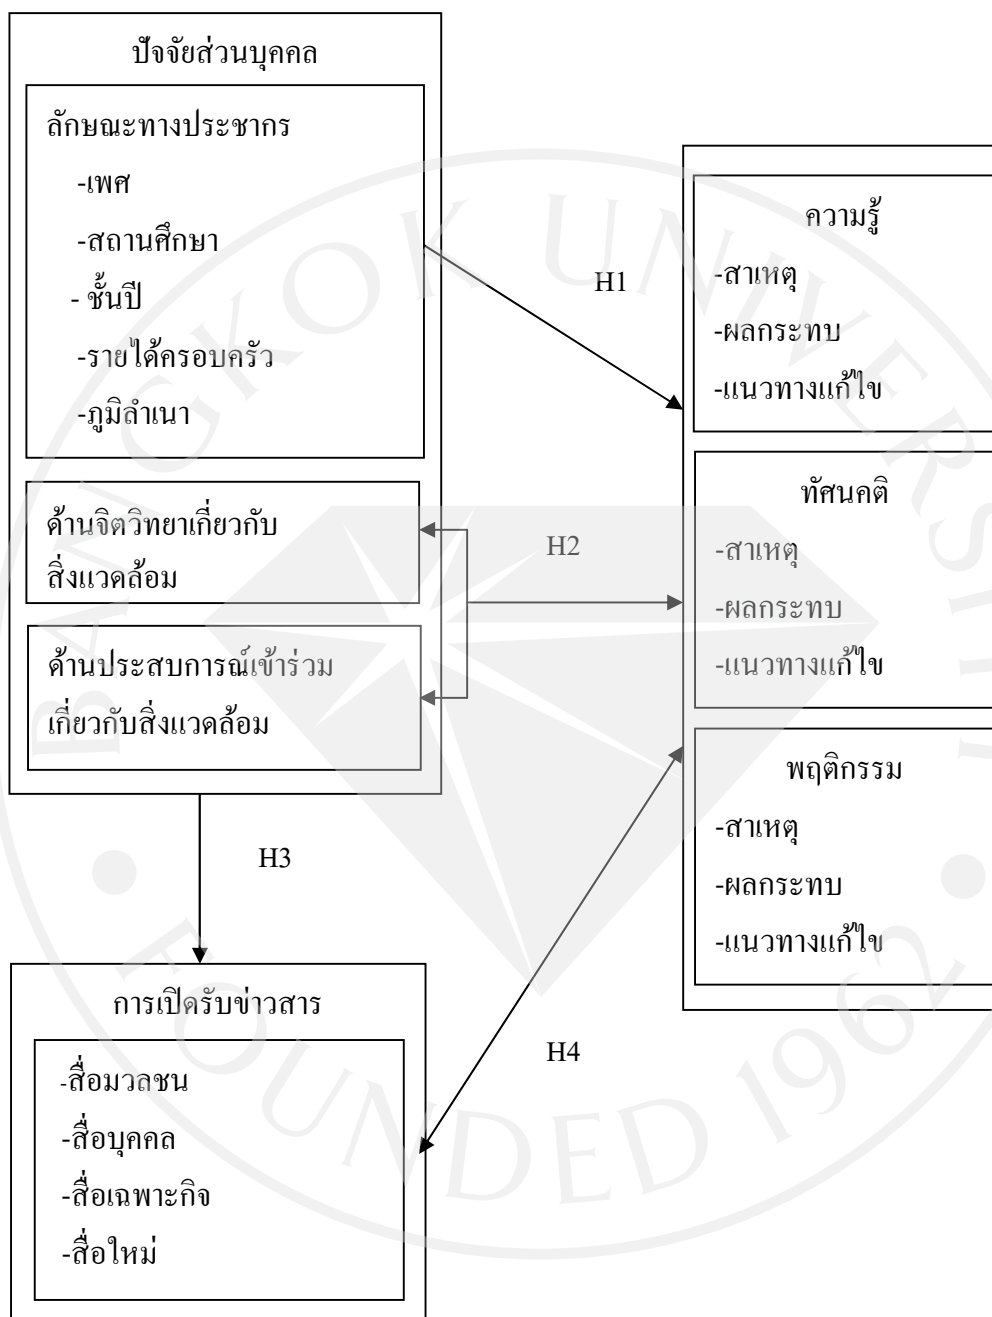 ปัจจัยส่วนบุคคล
ลักษณะทางประชากร
-เพศ
-สถานศึกษา
- ชั้นปี
-รายได้ครอบครัว
-ภูมิลำเนา
ด้านจิตวิทยาเกี่ยวกับ
สิ่งแวดล้อม
ด้านประสบการณ์เข้าร่วม
เกี่ยวกับสิ่งแวดล้อม
H1
H2
H3
H4
ความรู้
-สาเหตุ
-ผลกระทบ
-แนวทางแก้ไข
ทัศนคติ
-สาเหตุ
-ผลกระทบ
-แนวทางแก้ไข
พฤติกรรม
-สาเหตุ
-ผลกระทบ
-แนวทางแก้ไข
การเปิดรับข่าวสาร
-สื่อมวลชน
-สื่อบุคคล
-สื่อเฉพาะกิจ
-สื่อใหม่
BANGKOK UNIVERSITY
FOUNDED 1962